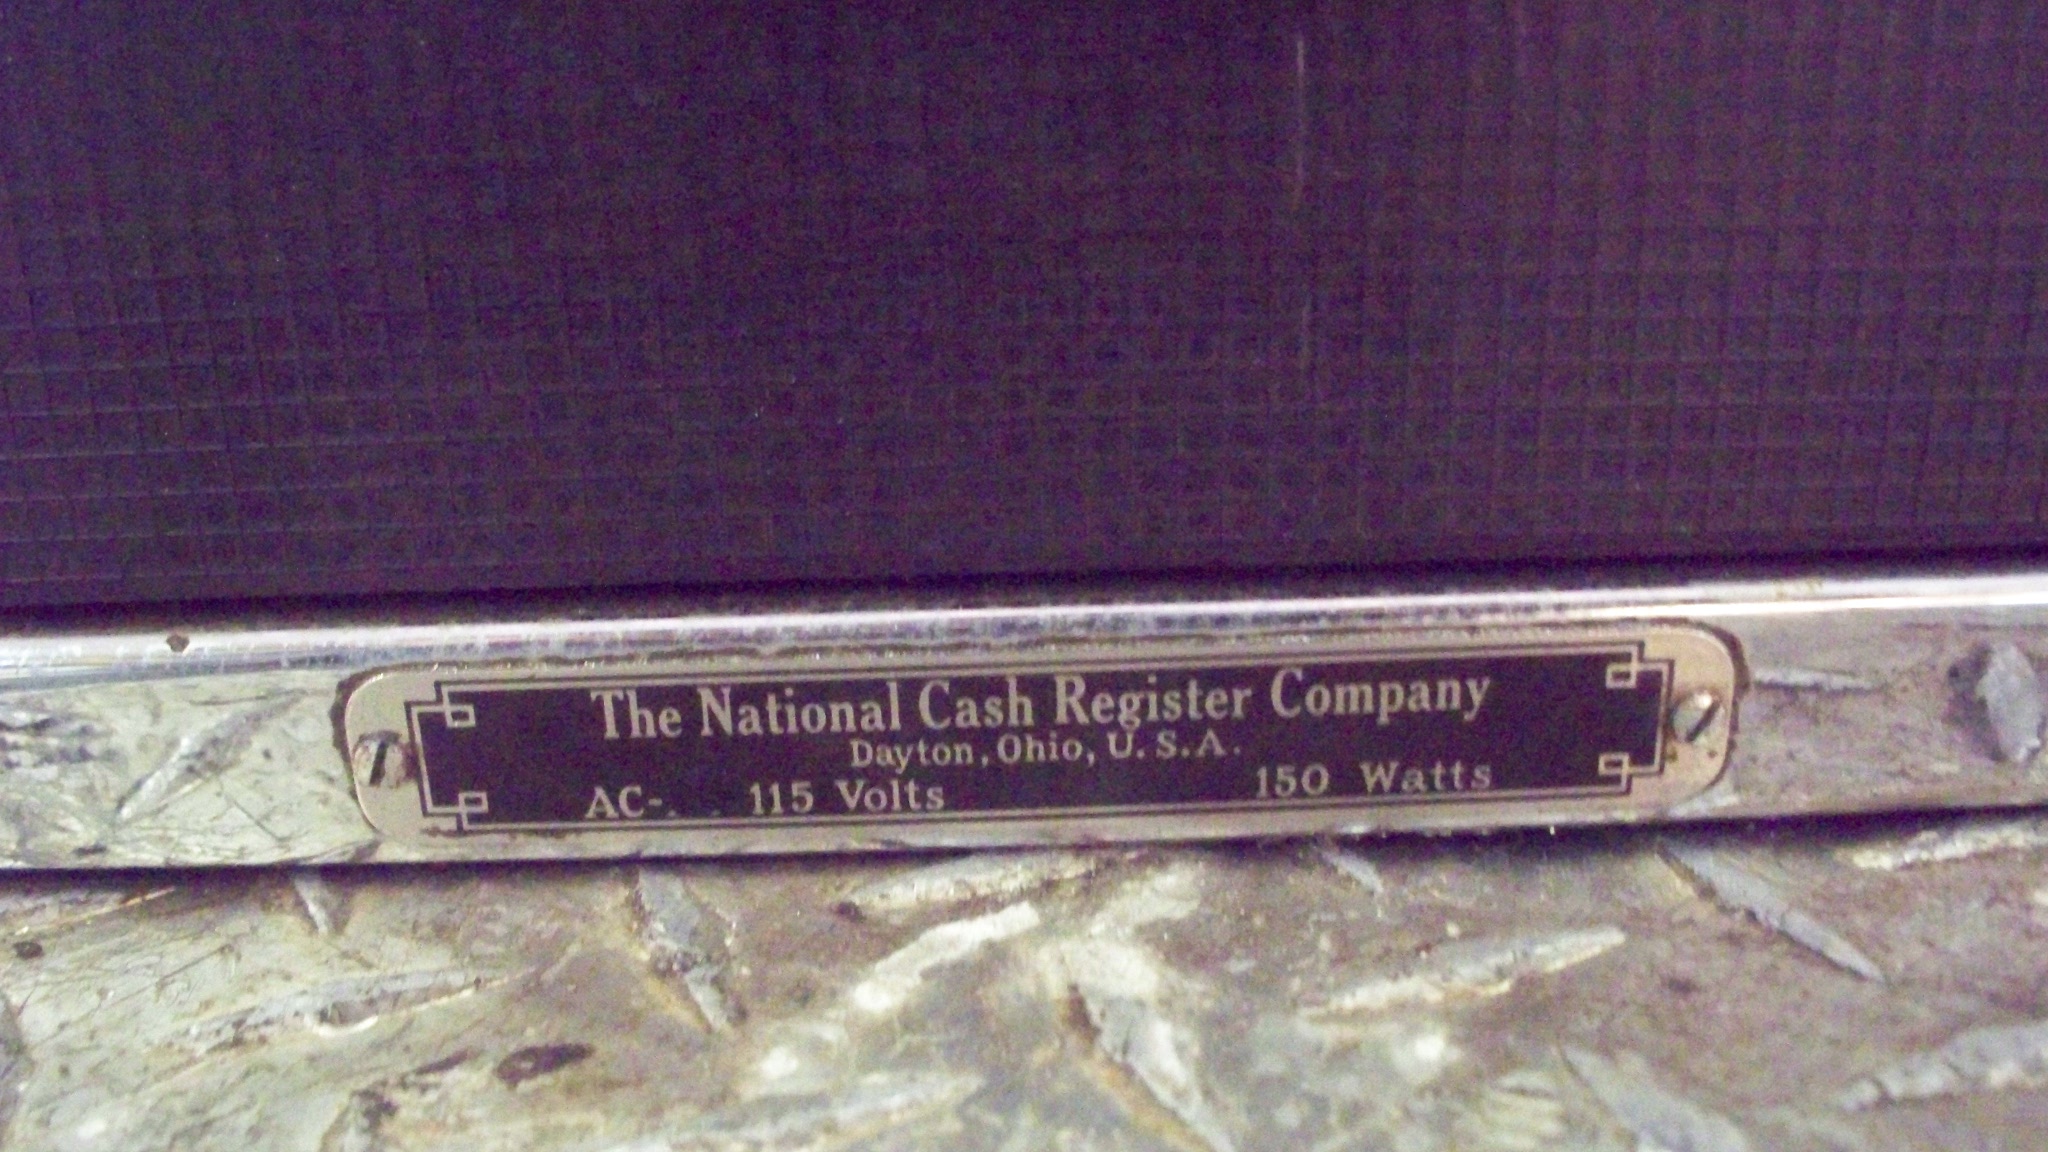 The National Cash Register Company
Dayton, Ohio, U.S.A.
AC-. . 115 Volts 150 Watts